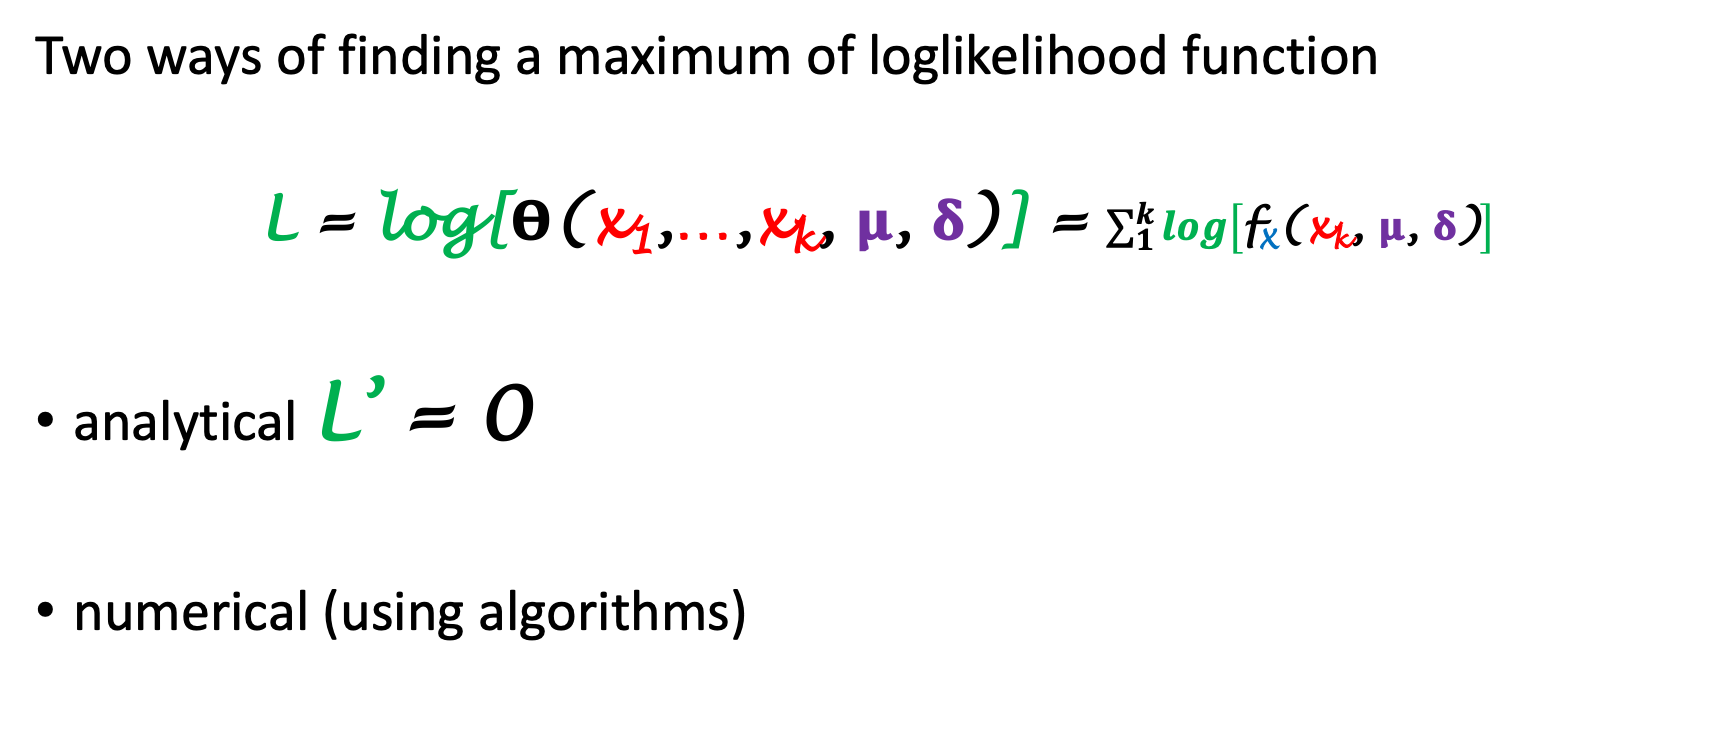 Two ways of finding a maximum of loglikelihood function
L = log[θ(x₁,...,xₖ, μ, δ)] = ∑₁ᵏ log[fₓ(xₖ, μ, δ)]
• analytical L’ = 0
• numerical (using algorithms)